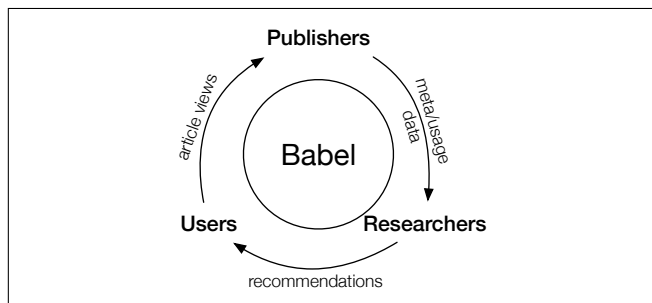 Publishers
article views
meta/usage
data
Babel
Users
Researchers
recommendations